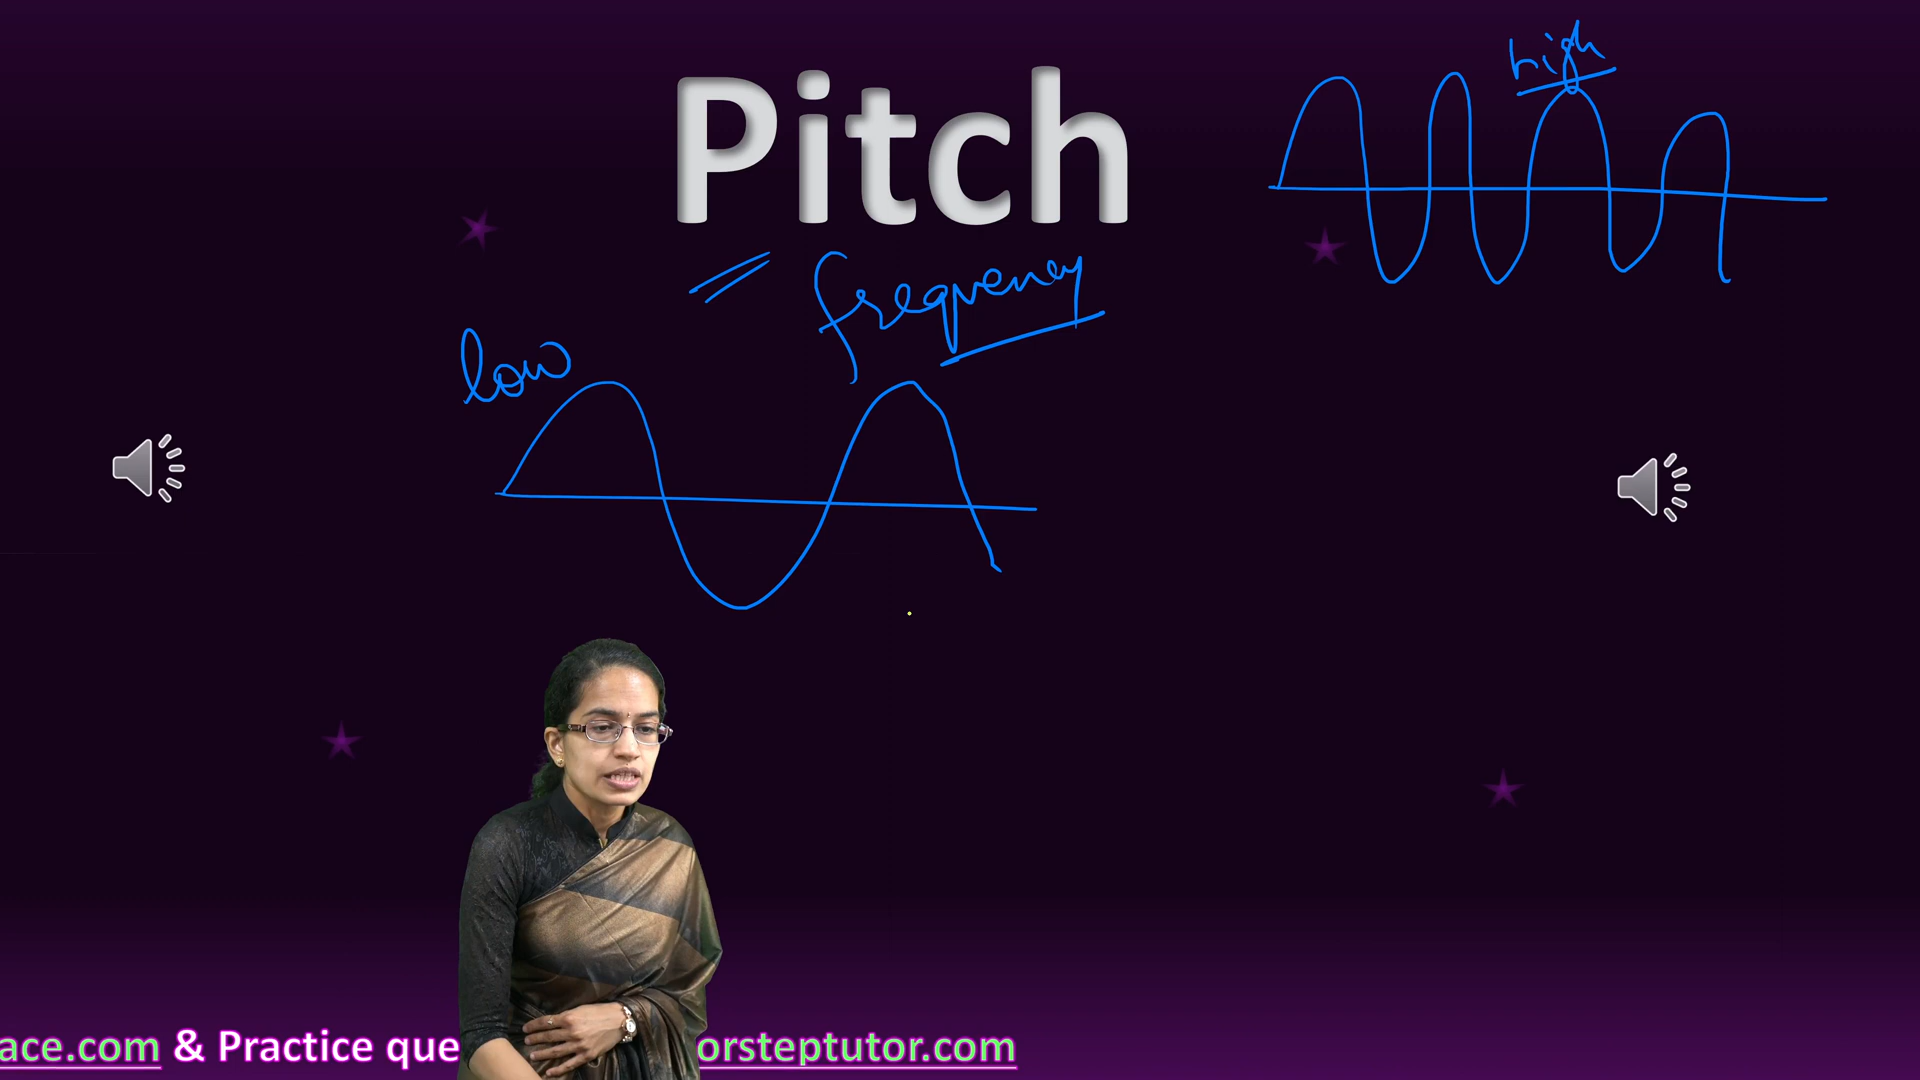 high
Pitch
frequency
low
ace.com & Practice que orsteptutor.com